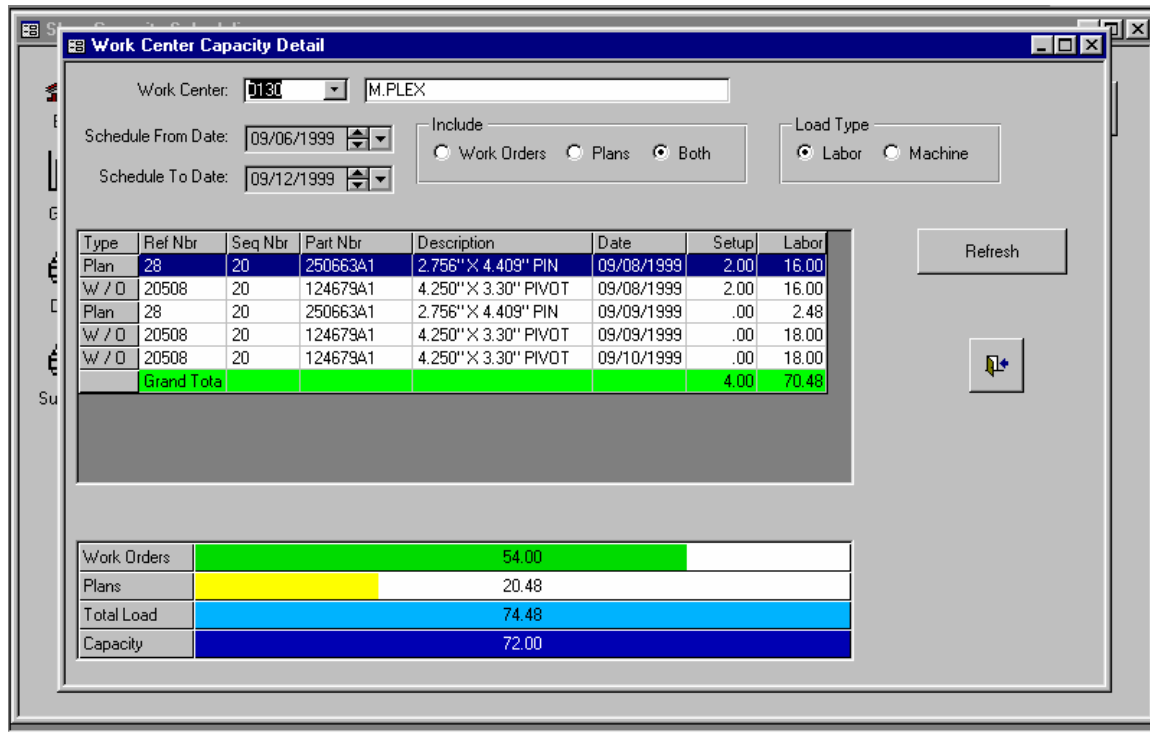 Work Center Capacity Detail
Work Center: D130 M.PLEX
Schedule From Date: 09/06/1999
Schedule To Date: 09/12/1999
Include
Work Orders Plans Both
Load Type
Labor Machine
Type Ref Nbr Seq Nbr Part Nbr Description Date Setup Labor
Plan 28 20 250663A1 2.756" X 4.409" PIN 09/08/1999 2.00 16.00
W / O 20508 20 124679A1 4.250" X 3.30" PIVOT 09/08/1999 2.00 16.00
Plan 28 20 250663A1 2.756" X 4.409" PIN 09/09/1999 .00 2.48
W / O 20508 20 124679A1 4.250" X 3.30" PIVOT 09/09/1999 .00 18.00
W / O 20508 20 124679A1 4.250" X 3.30" PIVOT 09/10/1999 .00 18.00
Grand Tota 4.00 70.48
Refresh
Su
Work Orders 54.00
Plans 20.48
Total Load 74.48
Capacity 72.00